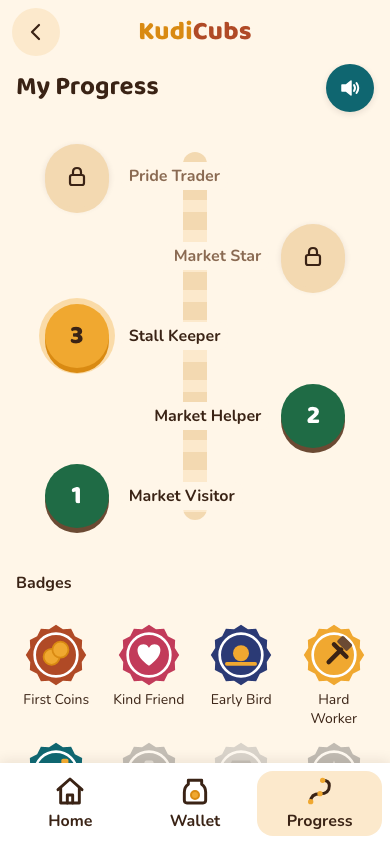 KudiCubs
My Progress
Pride Trader
Market Star
3
Stall Keeper
Market Helper
2
1
Market Visitor
Badges
First Coins
Kind Friend
Early Bird
Hard
Worker
Home
Wallet
Progress